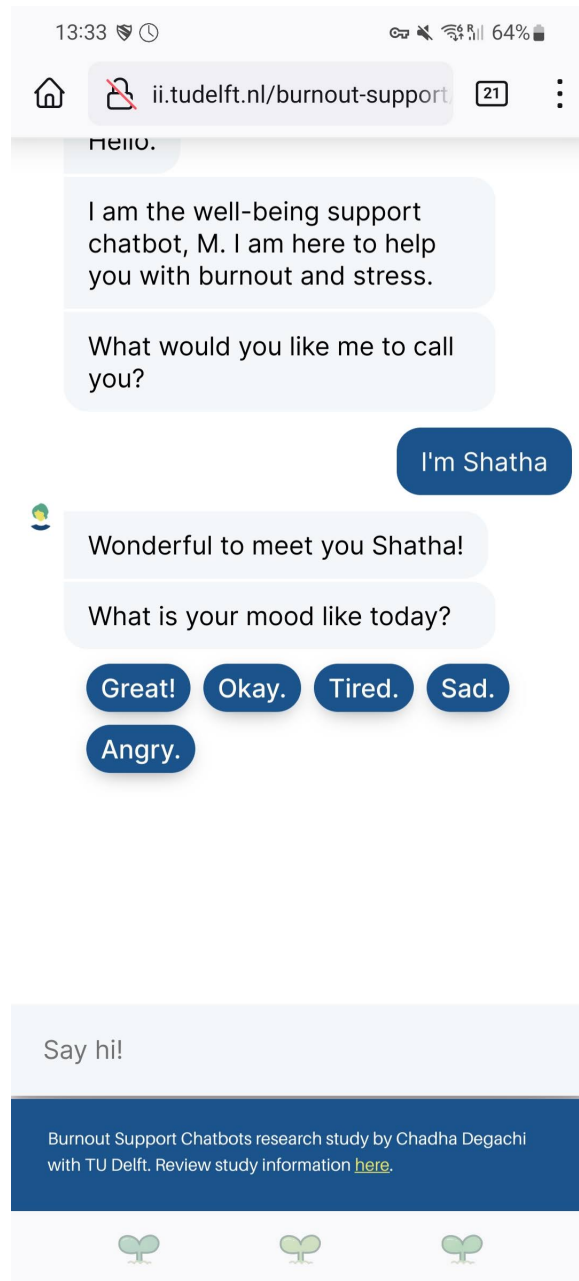 13:33 64%
ii.tudelft.nl/burnout-support 21
Hello.
I am the well-being support
chatbot, M. I am here to help
you with burnout and stress.
What would you like me to call
you?
I'm Shatha
Wonderful to meet you Shatha!
What is your mood like today?
Great! Okay. Tired. Sad.
Angry.
Say hi!
Burnout Support Chatbots research study by Chadha Degachi
with TU Delft. Review study information here.